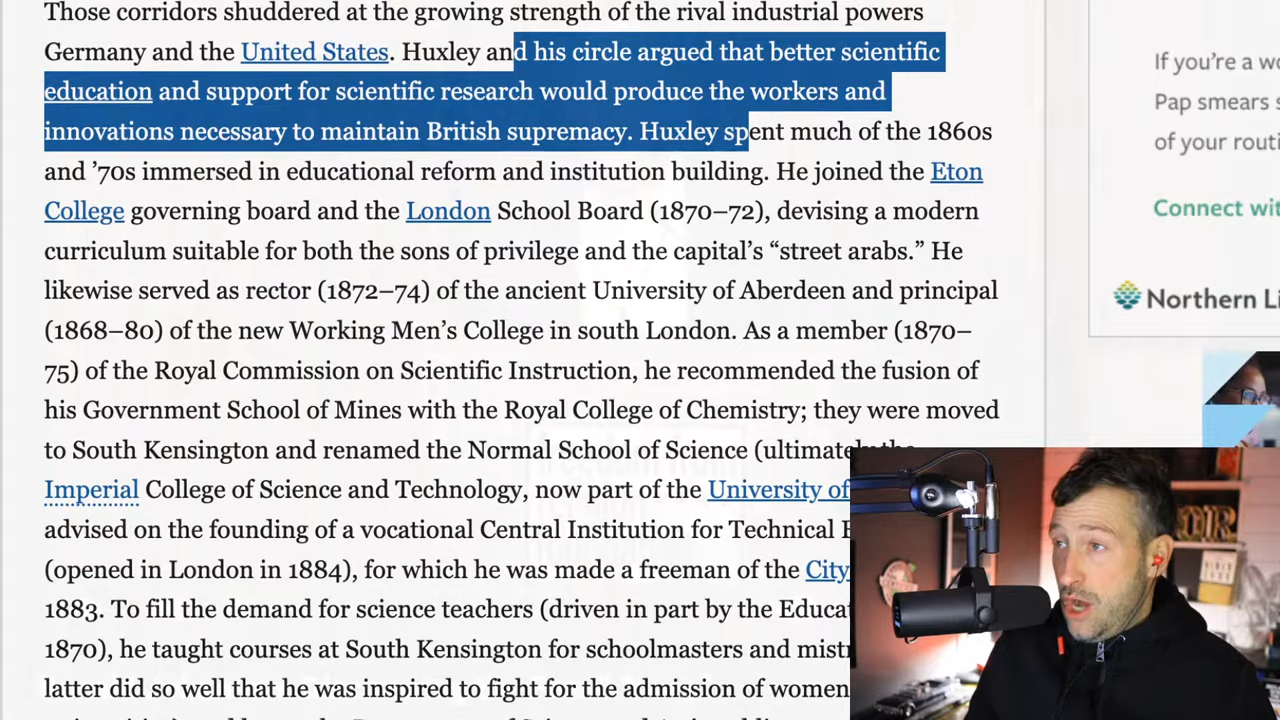 Those corridors shuddered at the growing strength of the rival industrial powers
Germany and the United States. Huxley and his circle argued that better scientific
education and support for scientific research would produce the workers and
innovations necessary to maintain British supremacy. Huxley spent much of the 1860s
and ’70s immersed in educational reform and institution building. He joined the Eton
College governing board and the London School Board (1870–72), devising a modern
curriculum suitable for both the sons of privilege and the capital’s “street arabs.” He
likewise served as rector (1872–74) of the ancient University of Aberdeen and principal
(1868–80) of the new Working Men’s College in south London. As a member (1870–
75) of the Royal Commission on Scientific Instruction, he recommended the fusion of
his Government School of Mines with the Royal College of Chemistry; they were moved
to South Kensington and renamed the Normal School of Science (ultimately the
Imperial College of Science and Technology, now part of the University of
advised on the founding of a vocational Central Institution for Technical
(opened in London in 1884), for which he was made a freeman of the City
1883. To fill the demand for science teachers (driven in part by the Educa
1870), he taught courses at South Kensington for schoolmasters and mist
latter did so well that he was inspired to fight for the admission of women
If you’re a wo
Pap smears s
of your routi
Connect wit
Northern Li
OR